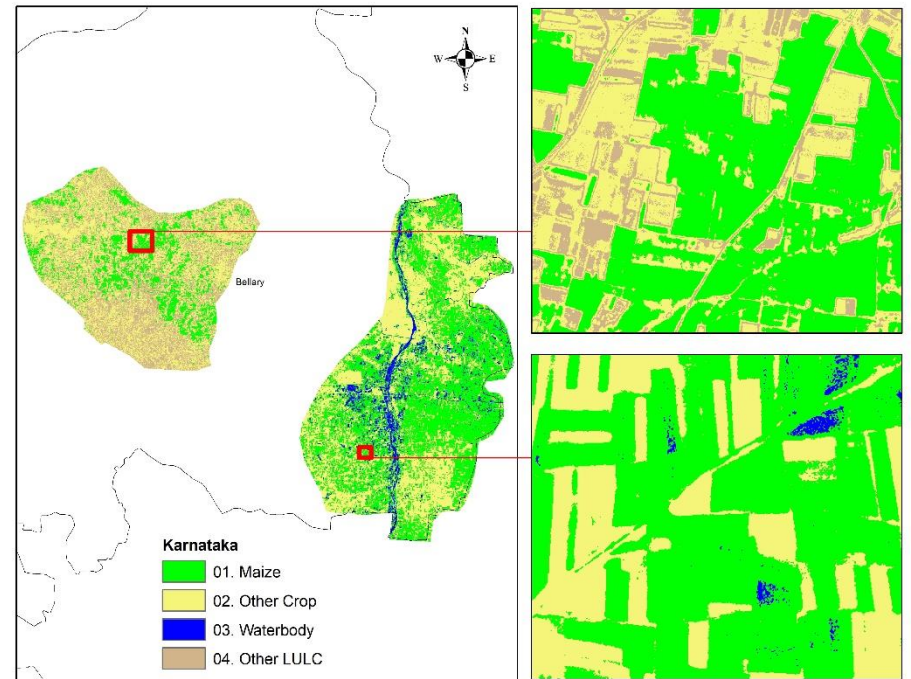 N
W E
S
Bellary
Karnataka
01. Maize
02. Other Crop
03. Waterbody
04. Other LULC